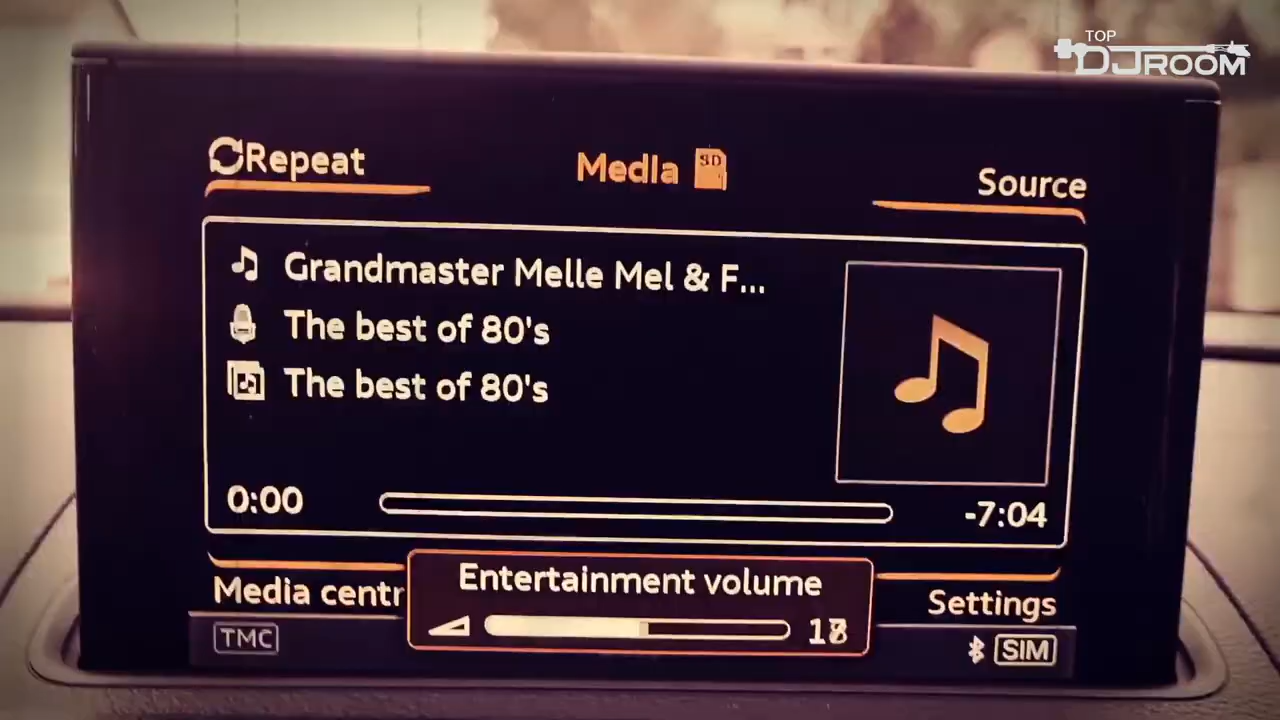 TOP
DJROOM
Repeat
Media
SD
Source
Grandmaster Melle Mel & F...
The best of 80's
The best of 80's
0:00
-7:04
Entertainment volume
Media centr
Settings
TMC
SIM